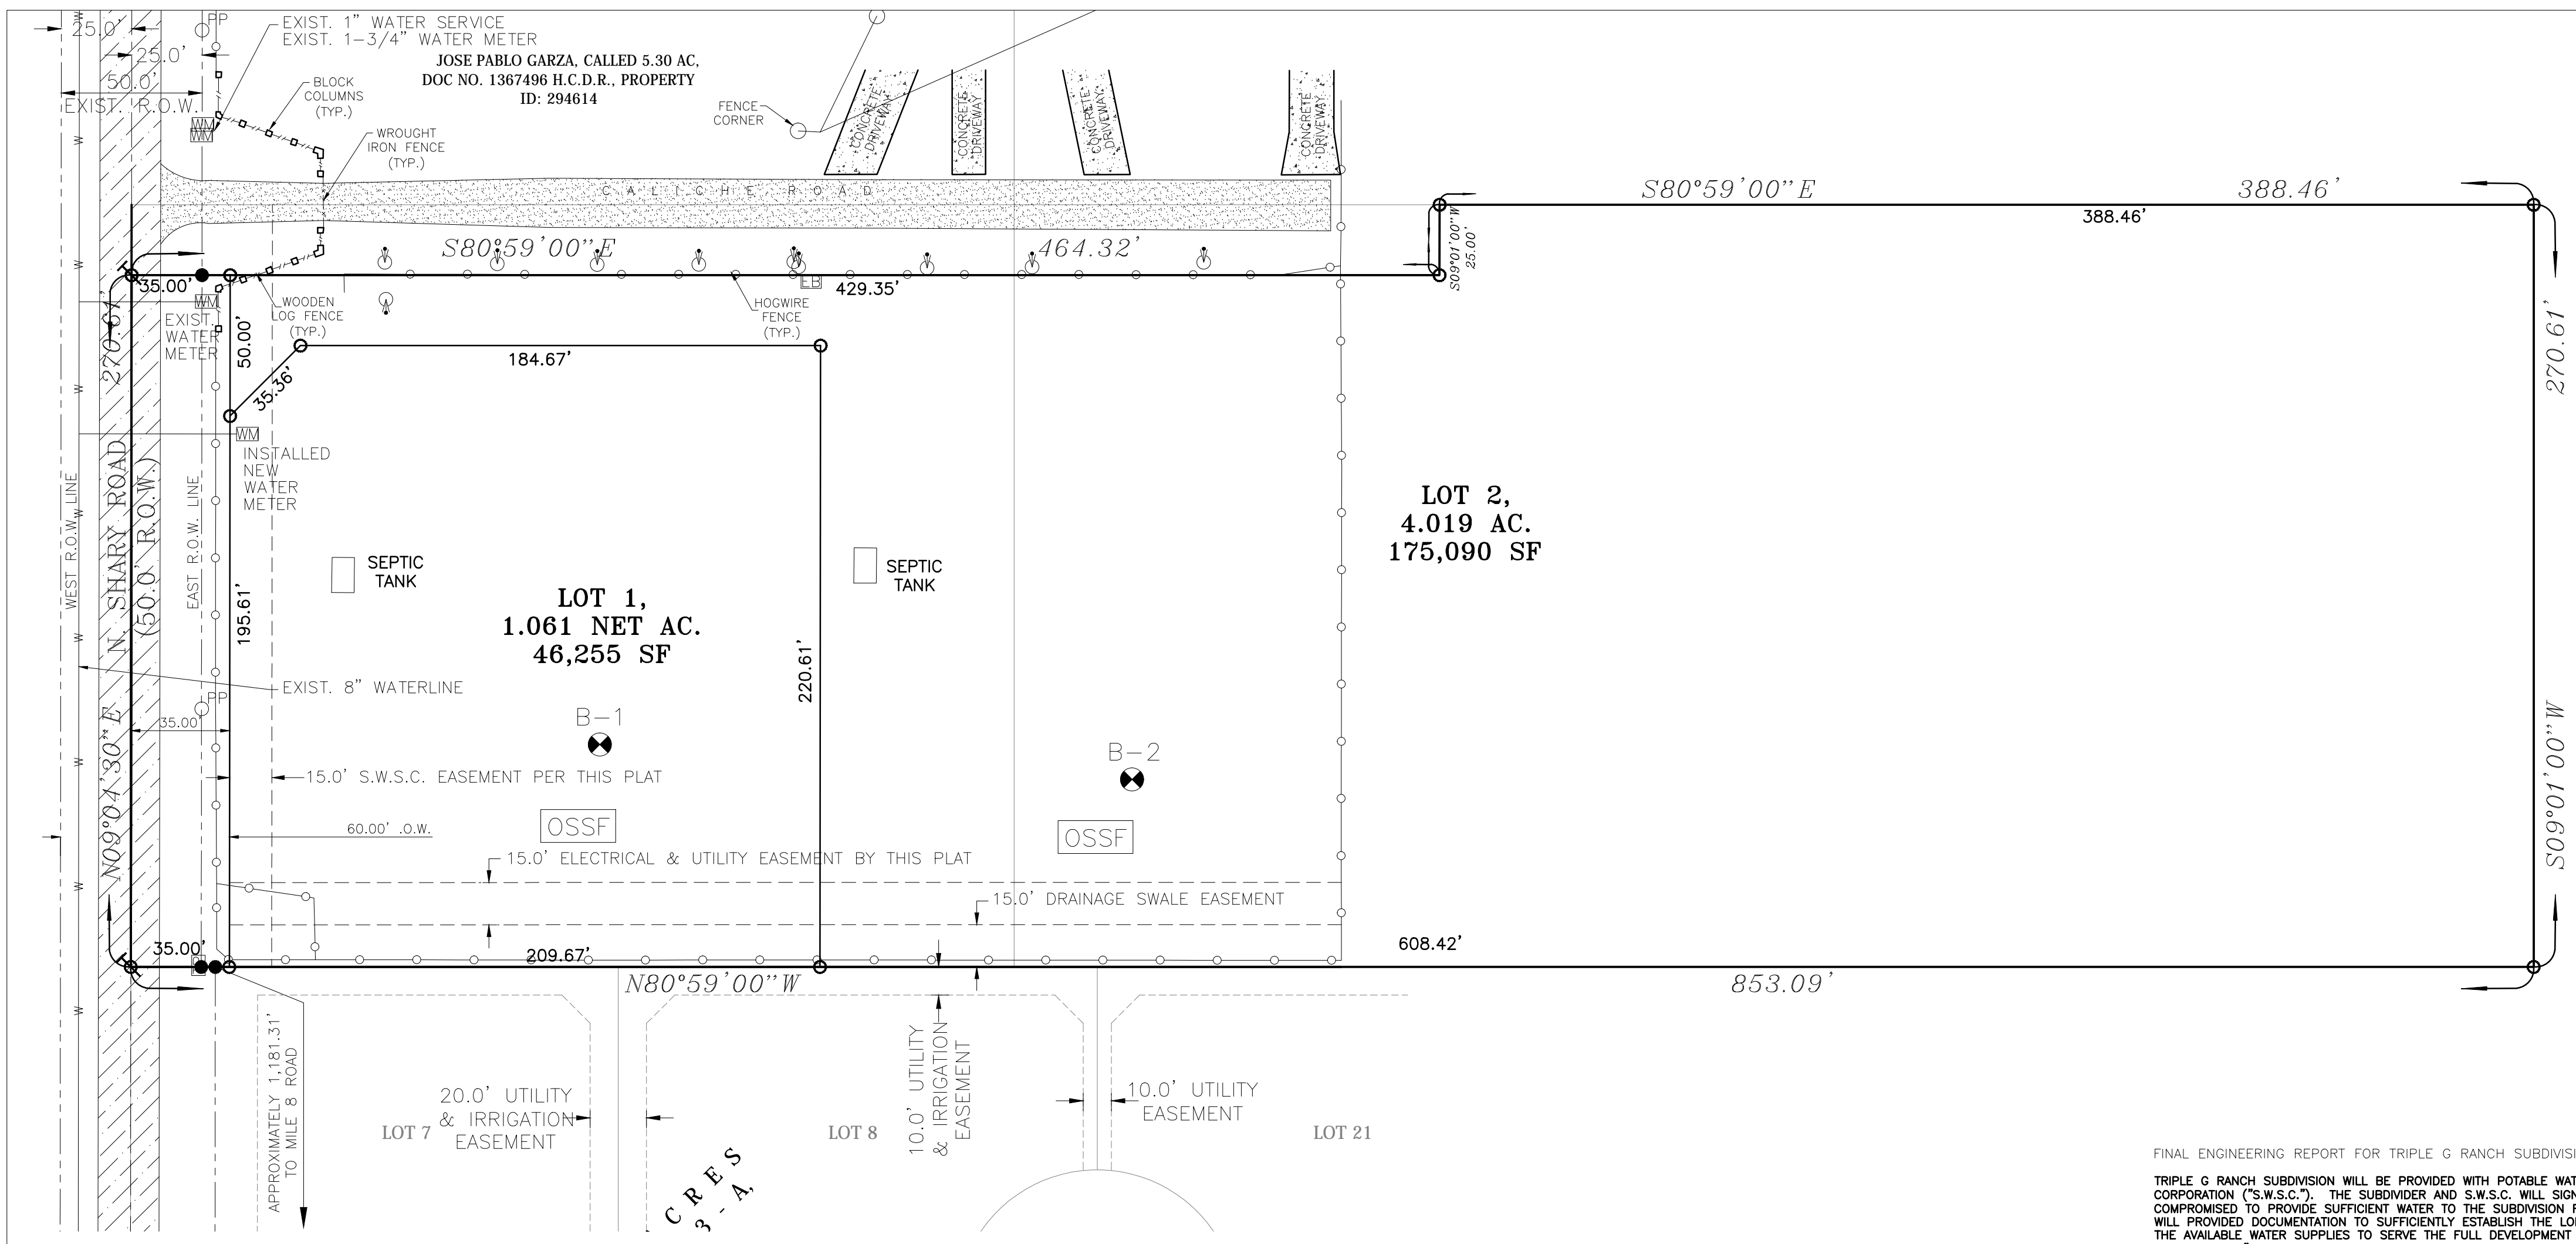 25.0'
PP
25.0'
50.0'
EXIST. R.O.W.
EXIST. 1" WATER SERVICE
EXIST. 1-3/4" WATER METER
JOSE PABLO GARZA, CALLED 5.30 AC,
DOC NO. 1367496 H.C.D.R., PROPERTY
ID: 294614
BLOCK
COLUMNS
(TYP.)
WM
WM
WROUGHT
IRON FENCE
(TYP.)
FENCE
CORNER
CONCRETE
DRIVEWAY
CONCRETE
DRIVEWAY
CONCRETE
DRIVEWAY
CONCRETE
DRIVEWAY
CALICHE ROAD
S80°59'00"E
388.46'
388.46'
S09°01'00"W
25.00'
S80°59'00"E
464.32'
35.00'
429.35'
EB
WM
WOODEN
LOG FENCE
(TYP.)
HOGWIRE
FENCE
(TYP.)
EXIST.
WATER
METER
270.61'
50.00'
35.36'
184.67'
270.61'
WM
INSTALLED
NEW
WATER
METER
WEST R.O.W. LINE
N. SHARY ROAD
(50.0' R.O.W.)
EAST R.O.W. LINE
195.61'
SEPTIC
TANK
SEPTIC
TANK
LOT 1,
1.061 NET AC.
46,255 SF
LOT 2,
4.019 AC.
175,090 SF
220.61'
EXIST. 8" WATERLINE
PP
35.00'
B-1
B-2
15.0' S.W.S.C. EASEMENT PER THIS PLAT
N09°04'30"E
S09°01'00"W
60.00' .O.W.
OSSF
OSSF
15.0' ELECTRICAL & UTILITY EASEMENT BY THIS PLAT
15.0' DRAINAGE SWALE EASEMENT
35.00'
209.67'
608.42'
N80°59'00"W
853.09'
APPROXIMATELY 1,181.31'
TO MILE 8 ROAD
20.0' UTILITY
& IRRIGATION
EASEMENT
10.0' UTILITY
& IRRIGATION
EASEMENT
10.0' UTILITY
EASEMENT
LOT 7
LOT 8
LOT 21
CRES
3 - A,
FINAL ENGINEERING REPORT FOR TRIPLE G RANCH SUBDIVISI
TRIPLE G RANCH SUBDIVISION WILL BE PROVIDED WITH POTABLE WAT
CORPORATION ("S.W.S.C."). THE SUBDIVIDER AND S.W.S.C. WILL SIGN
COMPROMISED TO PROVIDE SUFFICIENT WATER TO THE SUBDIVISION F
WILL PROVIDED DOCUMENTATION TO SUFFICIENTLY ESTABLISH THE LO
THE AVAILABLE WATER SUPPLIES TO SERVE THE FULL DEVELOPMENT